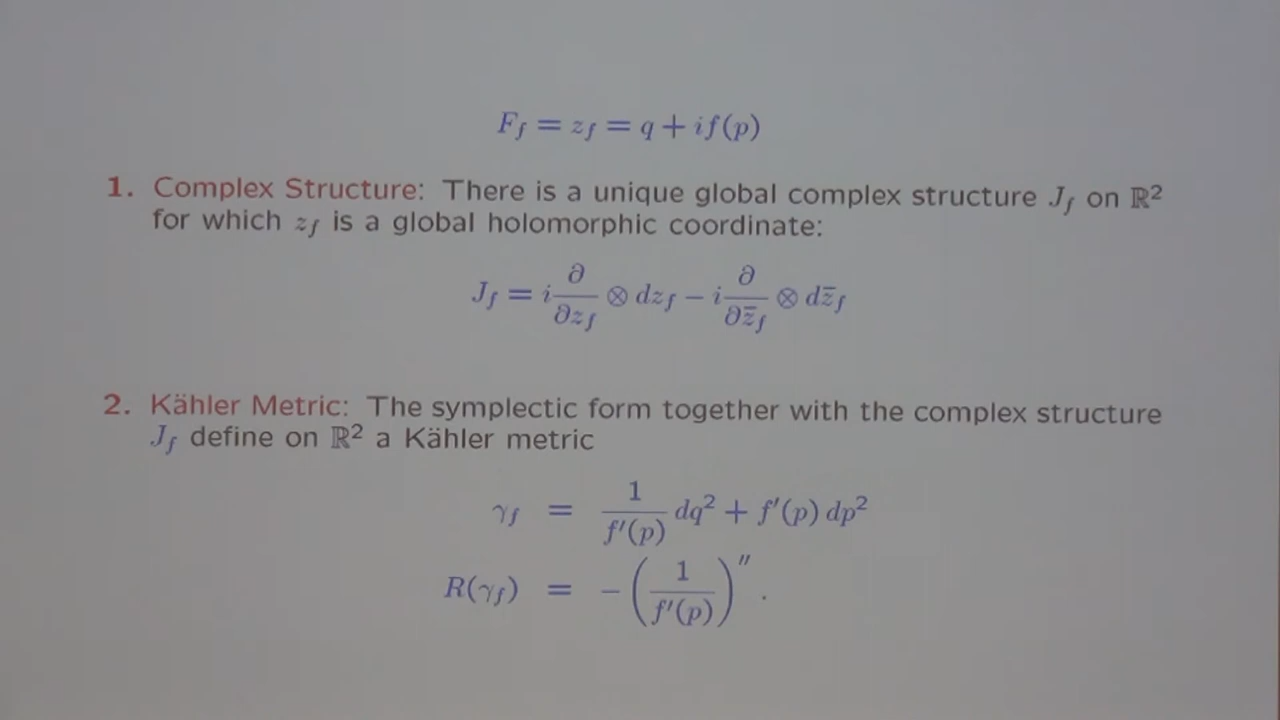 F_f = z_f = q + i f(p)
1. Complex Structure: There is a unique global complex structure J_f on ℝ²
for which z_f is a global holomorphic coordinate:
J_f = i ∂/∂z_f ⊗ dz_f − i ∂/∂z̄_f ⊗ dz̄_f
2. Kähler Metric: The symplectic form together with the complex structure
J_f define on ℝ² a Kähler metric
γ_f = 1/f′(p) dq² + f′(p) dp²
R(γ_f) = −(1/f′(p))″ .